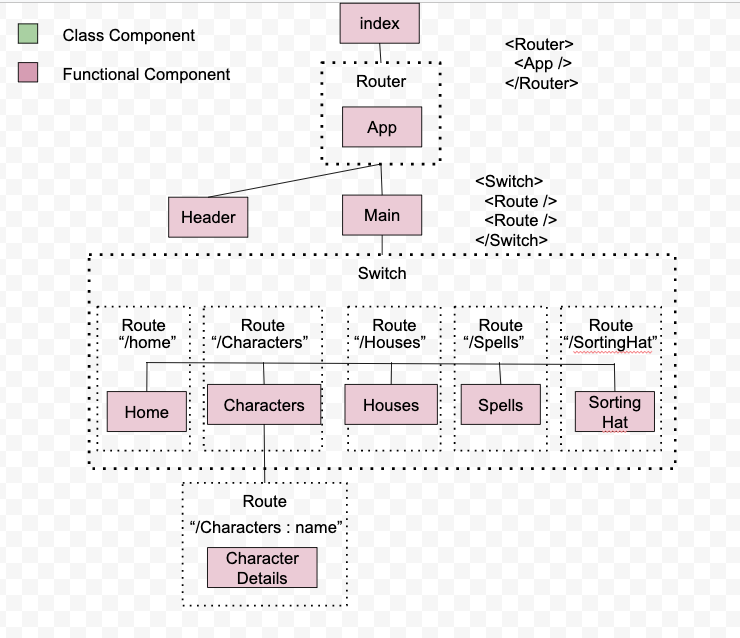 index
Class Component
Functional Component
<Router>
<App />
</Router>
Router
App
Header
Main
<Switch>
<Route />
<Route />
</Switch>
Switch
Route
“/home”
Route
“/Characters”
Route
“/Houses”
Route
“/Spells”
Route
“/SortingHat”
Home
Characters
Houses
Spells
Sorting
Hat
Route
“/Characters : name”
Character
Details